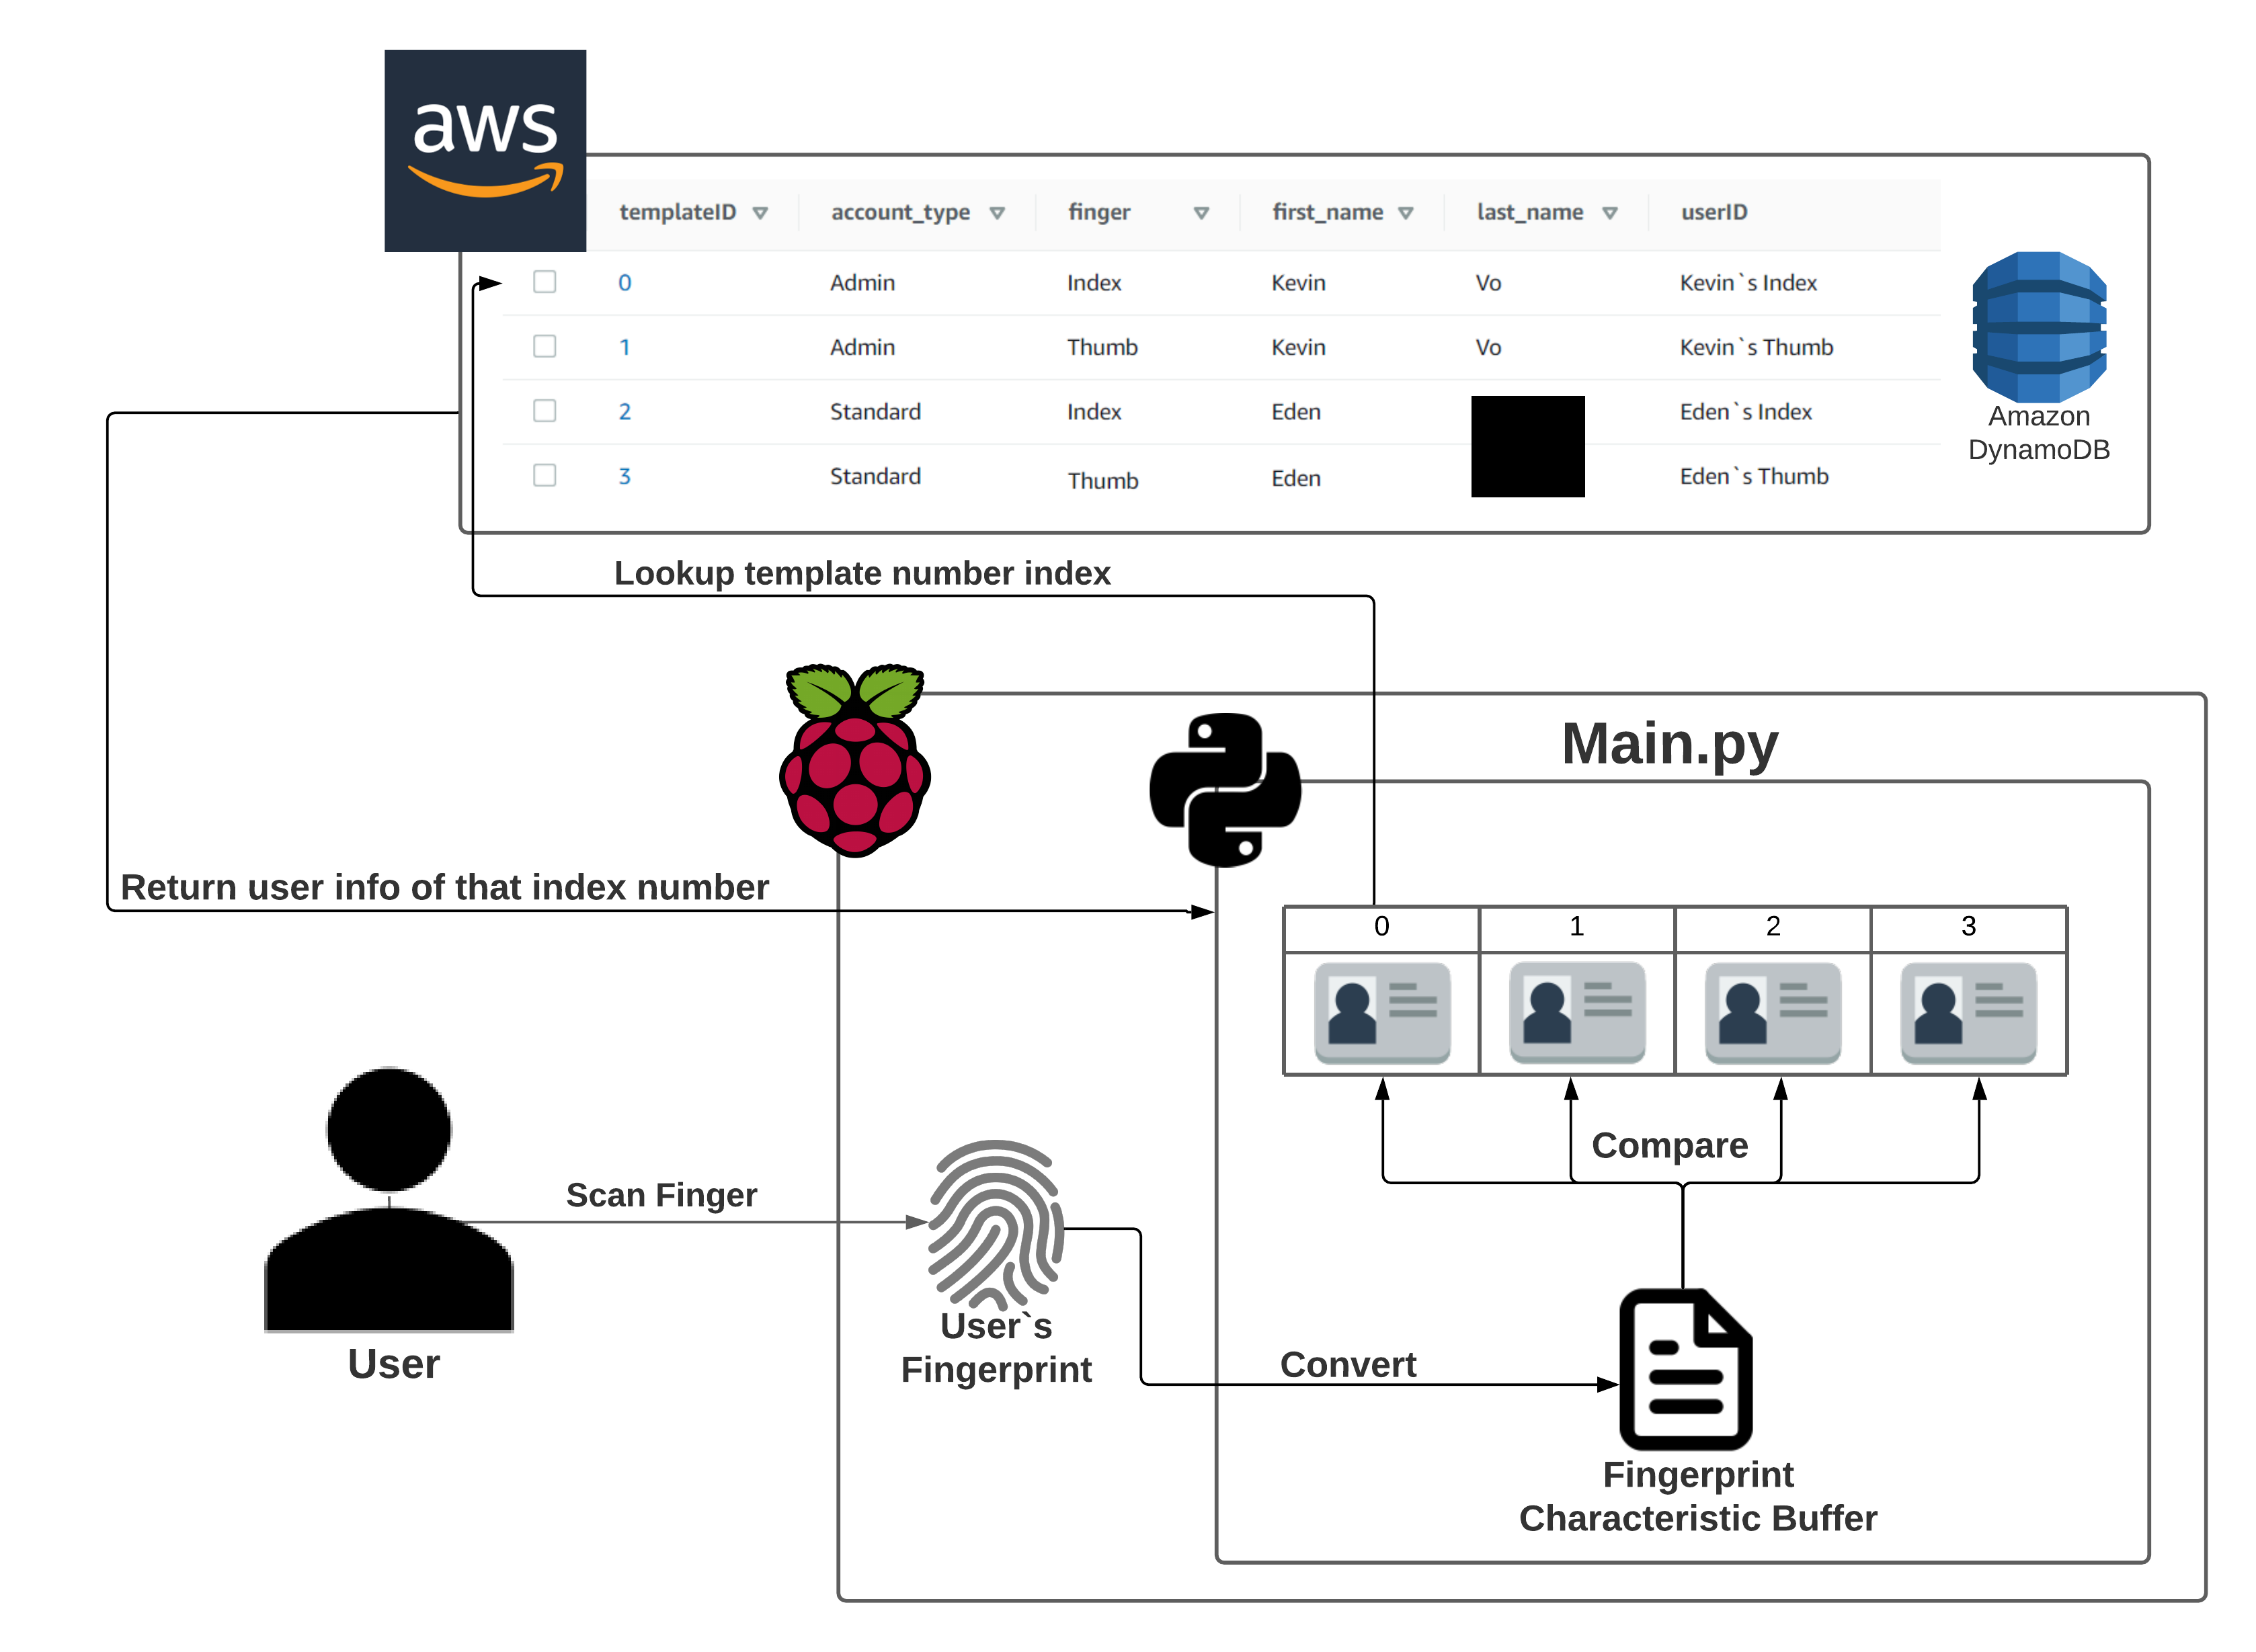 aws
templateID account_type finger first_name last_name userID
0 Admin Index Kevin Vo Kevin`s Index
1 Admin Thumb Kevin Vo Kevin`s Thumb
2 Standard Index Eden Eden`s Index
3 Standard Thumb Eden Eden`s Thumb
Amazon
DynamoDB
Lookup template number index
Main.py
Return user info of that index number
0 1 2 3
Compare
Scan Finger
User`s
Fingerprint
User
Convert
Fingerprint
Characteristic Buffer